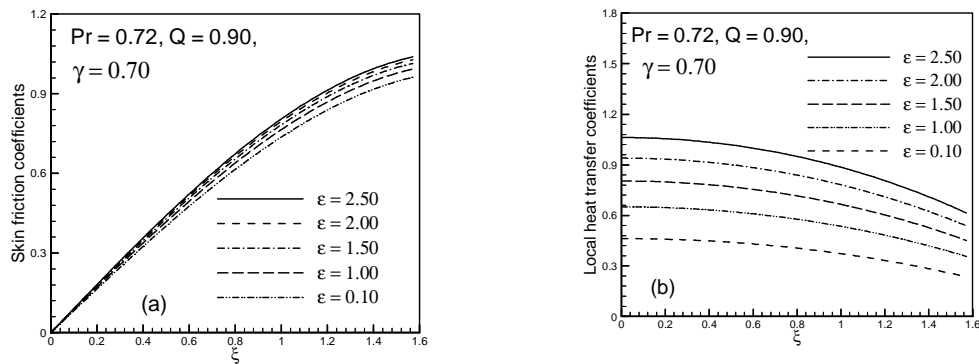 Pr = 0.72, Q = 0.90,
γ = 0.70
Skin friction coefficients
1.2
0.9
0.6
0.3
0
ε = 2.50
ε = 2.00
ε = 1.50
ε = 1.00
ε = 0.10
(a)
0 0.2 0.4 0.6 0.8 1 1.2 1.4 1.6
ξ
Pr = 0.72, Q = 0.90,
γ = 0.70
Local heat transfer coefficients
1.8
1.5
1.2
0.9
0.6
0.3
0.0
ε = 2.50
ε = 2.00
ε = 1.50
ε = 1.00
ε = 0.10
(b)
0 0.2 0.4 0.6 0.8 1 1.2 1.4 1.6
ξ